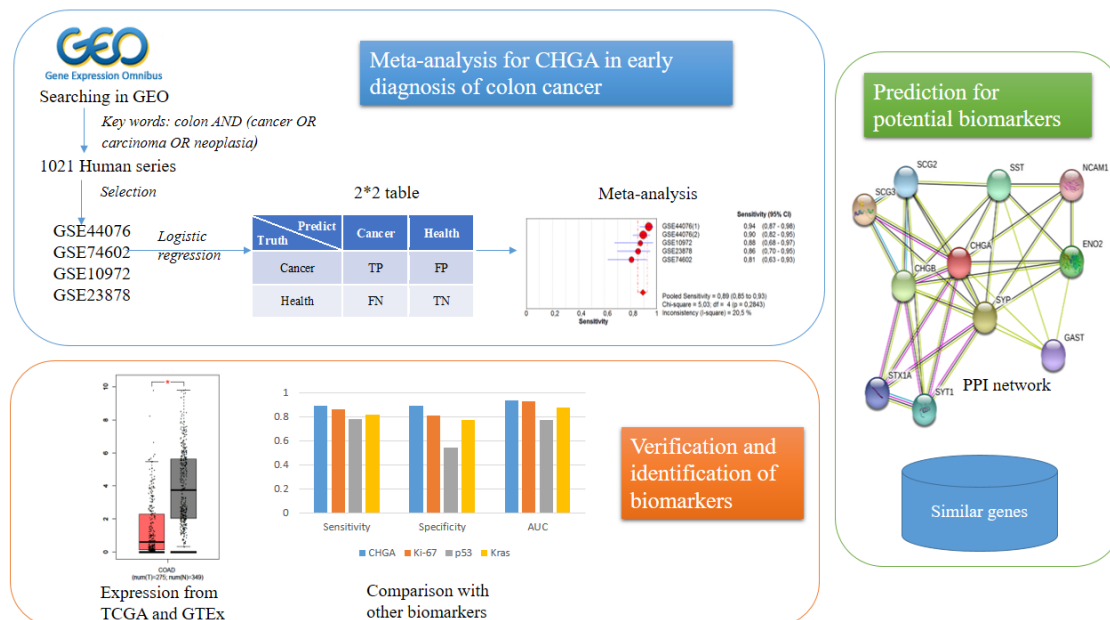 GEO
Gene Expression Omnibus
Searching in GEO
Key words: colon AND (cancer OR
carcinoma OR neoplasia)
1021 Human series
Selection
GSE44076
GSE74602
GSE10972
GSE23878
Logistic
regression
Meta-analysis for CHGA in early
diagnosis of colon cancer
2*2 table
Predict
Truth
Cancer
Health
Cancer
TP
FP
Health
FN
TN
Meta-analysis
Sensitivity (95% CI)
GSE44076(1) 0.94 (0.87 - 0.98)
GSE44076(2) 0.90 (0.82 - 0.95)
GSE10972 0.88 (0.68 - 0.97)
GSE23878 0.86 (0.70 - 0.95)
GSE74602 0.81 (0.63 - 0.93)
Pooled Sensitivity = 0,89 (0,85 to 0,93)
Chi-square = 5,03; df = 4 (p = 0,2843)
Inconsistency (I-square) = 20,5 %
0 0,2 0,4 0,6 0,8 1
Sensitivity
Prediction for
potential biomarkers
SCG2
SST
NCAM1
SCG3
CHGA
ENO2
CHGB
SYP
GAST
STX1A
SYT1
PPI network
Similar genes
10
8
6
4
2
0
*
COAD
(num(T)=275; num(N)=349)
Expression from
TCGA and GTEx
1
0.8
0.6
0.4
0.2
0
Sensitivity Specificity AUC
CHGA Ki-67 p53 Kras
Comparison with
other biomarkers
Verification and
identification of
biomarkers